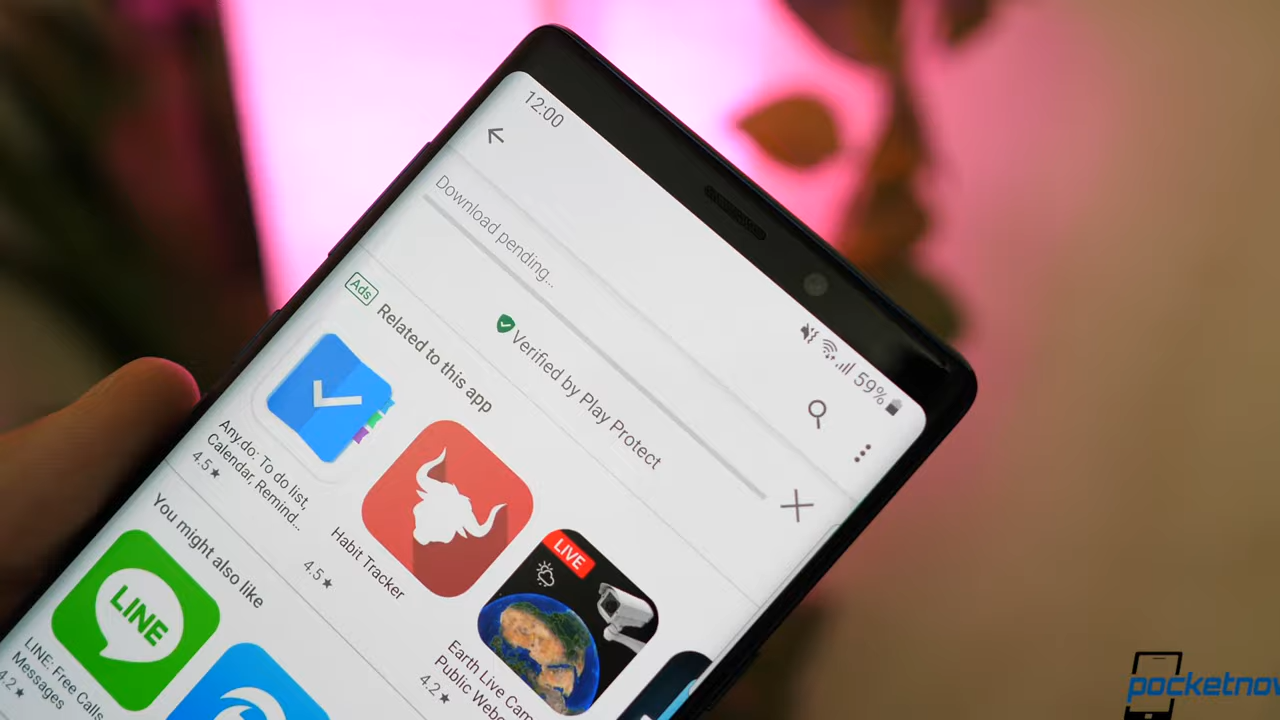 12:00
59%
Download pending...
Verified by Play Protect
Ads
Related to this app
Any.do: To do list,
Calendar, Remind...
4.5★
Habit Tracker
4.5★
LIVE
Earth Live Cam
Public Web
4.2★
You might also like
LINE
LINE: Free Calls
Messages
4.2★
pocketnow